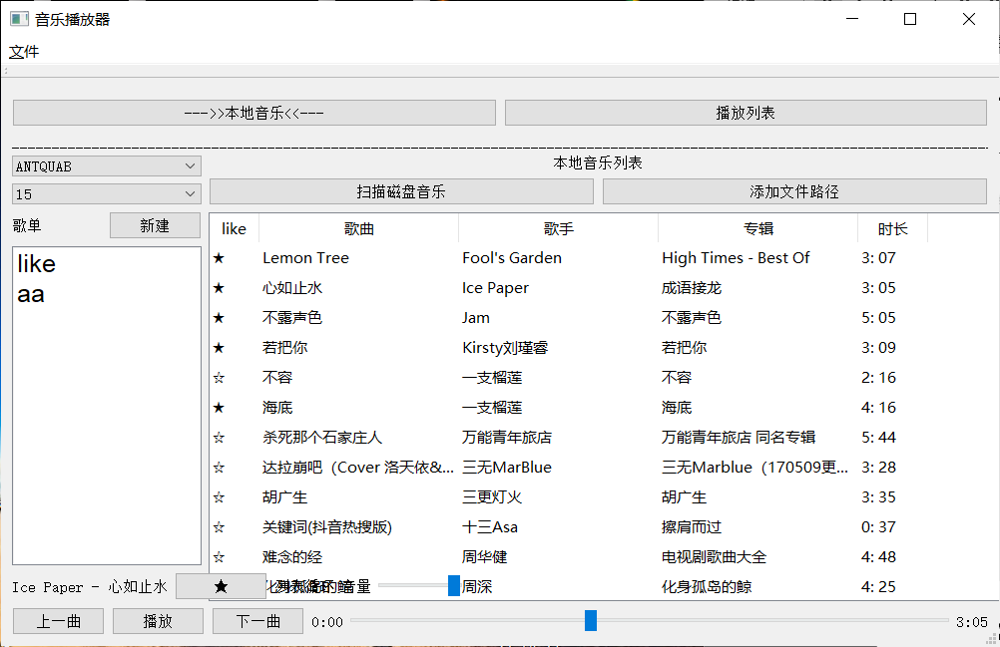 音乐播放器
文件
--->>本地音乐<<--- 播放列表
本地音乐列表
ANTQUAB
15
扫描磁盘音乐 添加文件路径
歌单 新建
like
aa
like 歌曲 歌手 专辑 时长
★ Lemon Tree Fool's Garden High Times - Best Of 3: 07
★ 心如止水 Ice Paper 成语接龙 3: 05
★ 不露声色 Jam 不露声色 5: 05
★ 若把你 Kirsty刘瑾睿 若把你 3: 09
☆ 不容 一支榴莲 不容 2: 16
★ 海底 一支榴莲 海底 4: 16
☆ 杀死那个石家庄人 万能青年旅店 万能青年旅店 同名专辑 5: 44
☆ 达拉崩吧（Cover 洛天依&... 三无MarBlue 三无Marblue（170509更... 3: 28
☆ 胡广生 三更灯火 胡广生 3: 35
☆ 关键词(抖音热搜版) 十三Asa 擦肩而过 0: 37
☆ 难念的经 周华健 电视剧歌曲大全 4: 48
化身孤岛的鲸 周深 化身孤岛的鲸 4: 25
Ice Paper - 心如止水 ★ 音量
上一曲 播放 下一曲 0:00 3:05